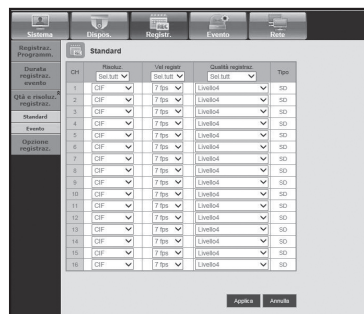 Sistema Dispos. Registr. Evento Rete
Registraz. Programm.
Durata registraz. evento
Qtà e risoluz. registraz.
Standard
Evento
Opzione registraz.
Standard
CH Risoluz. Vel registr Qualità registraz. Tipo
Sel tutt Sel tutt Sel tutt
1 CIF 7 fps Livello4 SD
2 CIF 7 fps Livello4 SD
3 CIF 7 fps Livello4 SD
4 CIF 7 fps Livello4 SD
5 CIF 7 fps Livello4 SD
6 CIF 7 fps Livello4 SD
7 CIF 7 fps Livello4 SD
8 CIF 7 fps Livello4 SD
9 CIF 7 fps Livello4 SD
10 CIF 7 fps Livello4 SD
11 CIF 7 fps Livello4 SD
12 CIF 7 fps Livello4 SD
13 CIF 7 fps Livello4 SD
14 CIF 7 fps Livello4 SD
15 CIF 7 fps Livello4 SD
16 CIF 7 fps Livello4 SD
Applica Annulla